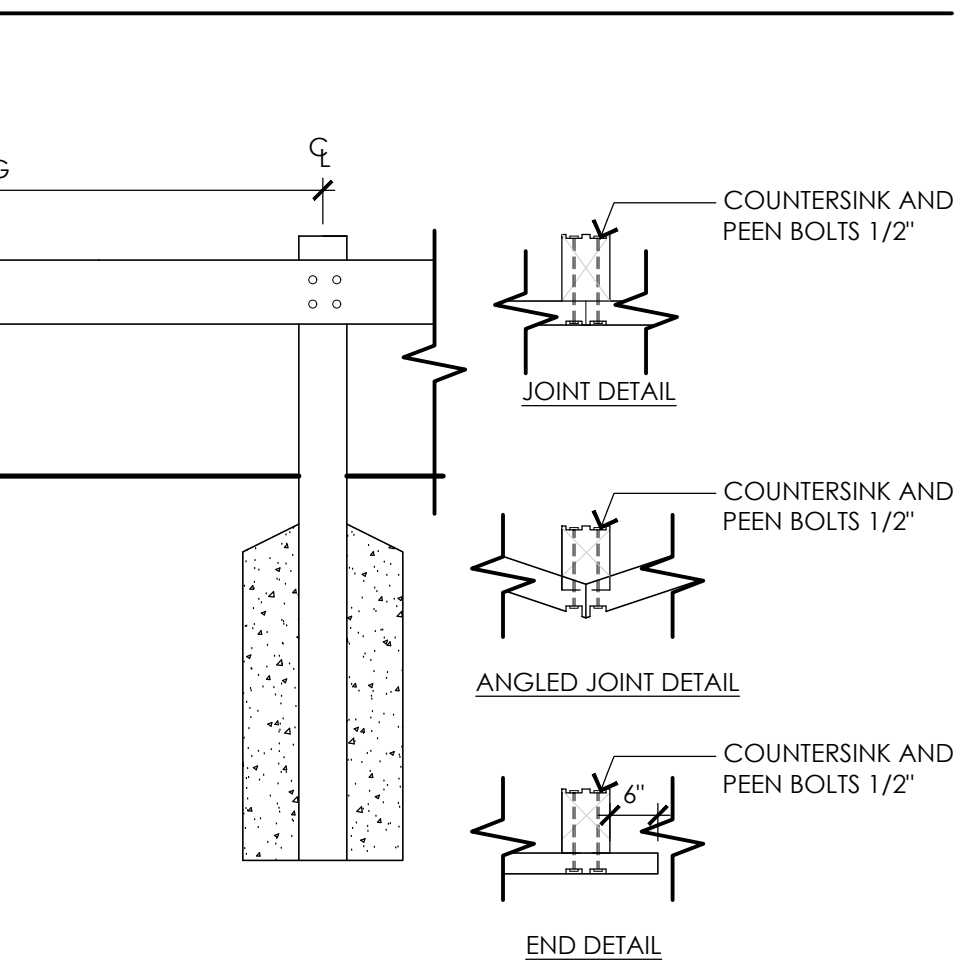 G
℄
COUNTERSINK AND
PEEN BOLTS 1/2"
JOINT DETAIL
COUNTERSINK AND
PEEN BOLTS 1/2"
ANGLED JOINT DETAIL
COUNTERSINK AND
PEEN BOLTS 1/2"
6"
END DETAIL